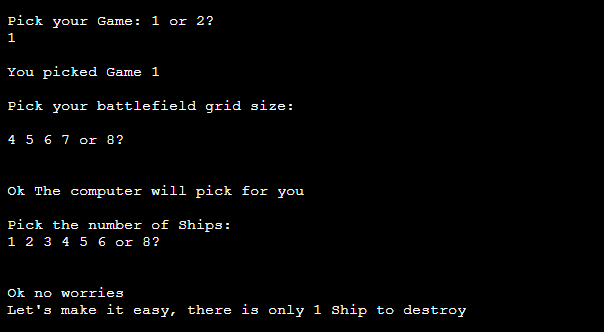 Pick your Game: 1 or 2?
1
You picked Game 1
Pick your battlefield grid size:
4 5 6 7 or 8?
Ok The computer will pick for you
Pick the number of Ships:
1 2 3 4 5 6 or 8?
Ok no worries
Let's make it easy, there is only 1 Ship to destroy